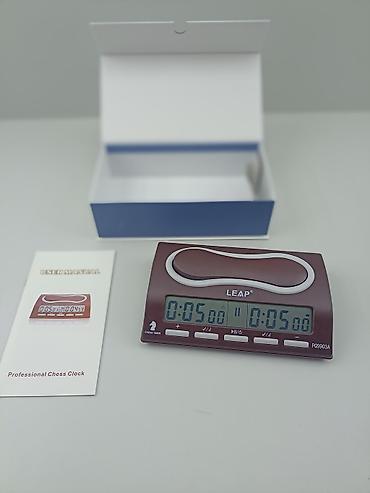 USER MANUAL
Professional Chess Clock
LEAP
0:05 00 0:05 00
+
−
PQ9903A